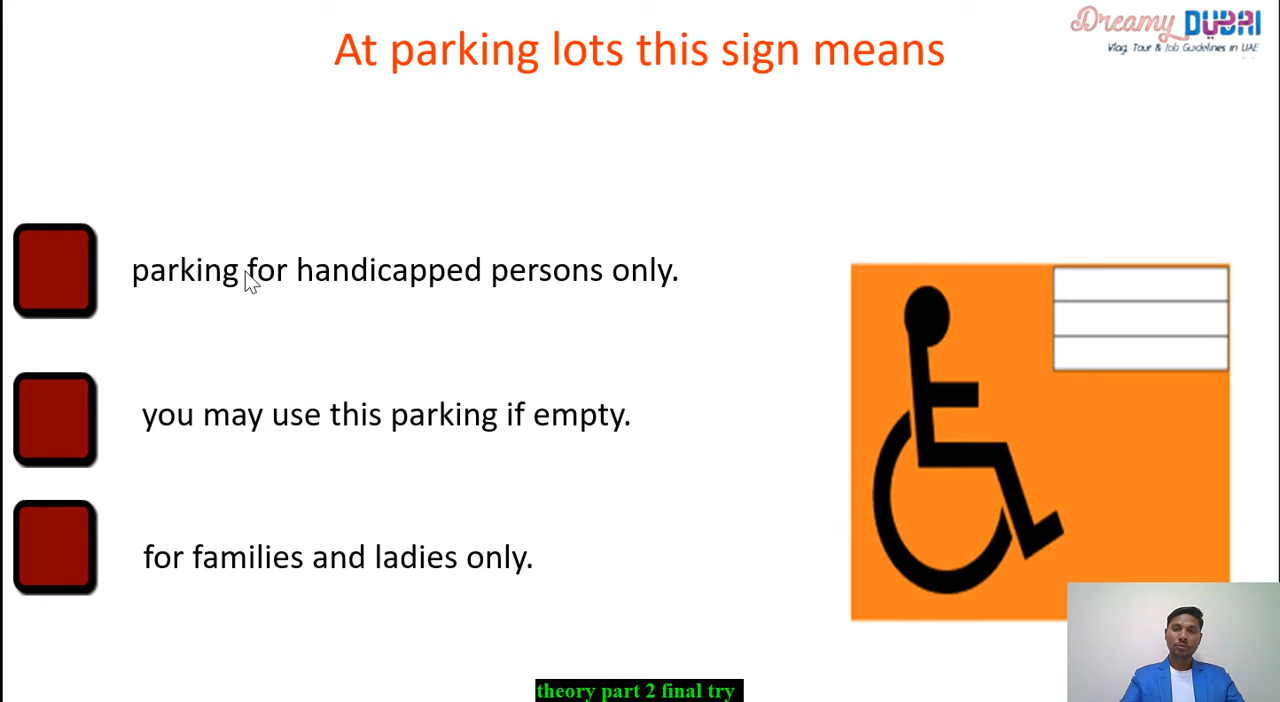 At parking lots this sign means
Dreamy DUBAI
Vlog, Tour & Job Guidelines in UAE
parking for handicapped persons only.
you may use this parking if empty.
for families and ladies only.
theory part 2 final try